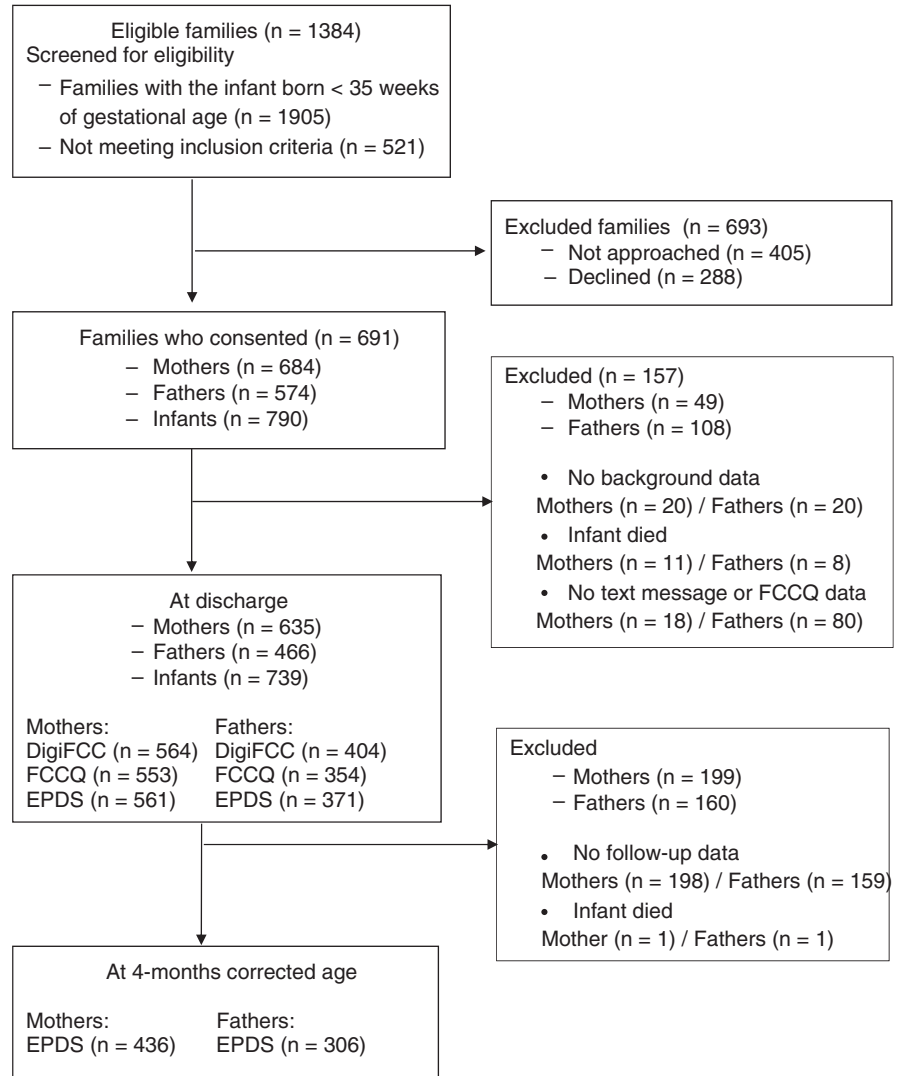 Eligible families (n = 1384)
Screened for eligibility
– Families with the infant born < 35 weeks
of gestational age (n = 1905)
– Not meeting inclusion criteria (n = 521)
Excluded families (n = 693)
– Not approached (n = 405)
– Declined (n = 288)
Families who consented (n = 691)
– Mothers (n = 684)
– Fathers (n = 574)
– Infants (n = 790)
Excluded (n = 157)
– Mothers (n = 49)
– Fathers (n = 108)
• No background data
Mothers (n = 20) / Fathers (n = 20)
• Infant died
Mothers (n = 11) / Fathers (n = 8)
• No text message or FCCQ data
Mothers (n = 18) / Fathers (n = 80)
At discharge
– Mothers (n = 635)
– Fathers (n = 466)
– Infants (n = 739)
Mothers: Fathers:
DigiFCC (n = 564) DigiFCC (n = 404)
FCCQ (n = 553) FCCQ (n = 354)
EPDS (n = 561) EPDS (n = 371)
Excluded
– Mothers (n = 199)
– Fathers (n = 160)
• No follow-up data
Mothers (n = 198) / Fathers (n = 159)
• Infant died
Mother (n = 1) / Fathers (n = 1)
At 4-months corrected age
Mothers: Fathers:
EPDS (n = 436) EPDS (n = 306)